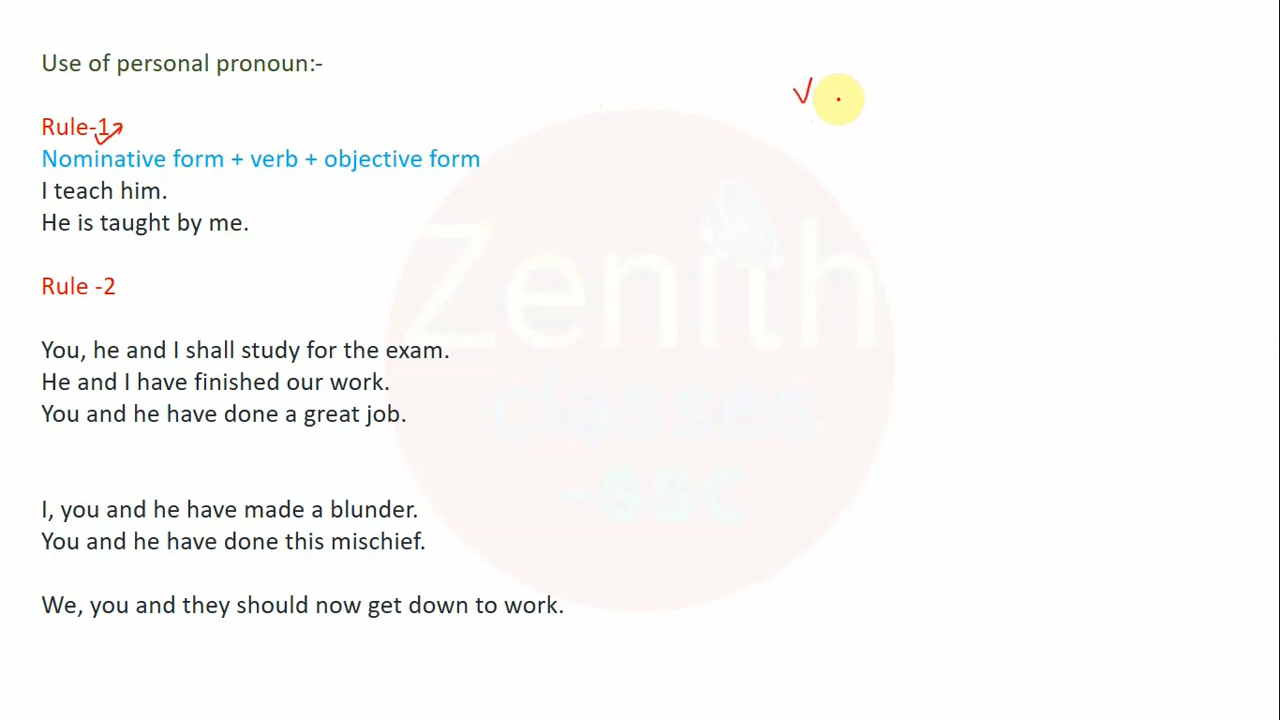 Use of personal pronoun:-
Rule-1
Nominative form + verb + objective form
I teach him.
He is taught by me.
Rule -2
You, he and I shall study for the exam.
He and I have finished our work.
You and he have done a great job.
I, you and he have made a blunder.
You and he have done this mischief.
We, you and they should now get down to work.
Zenith
classes
-SSC